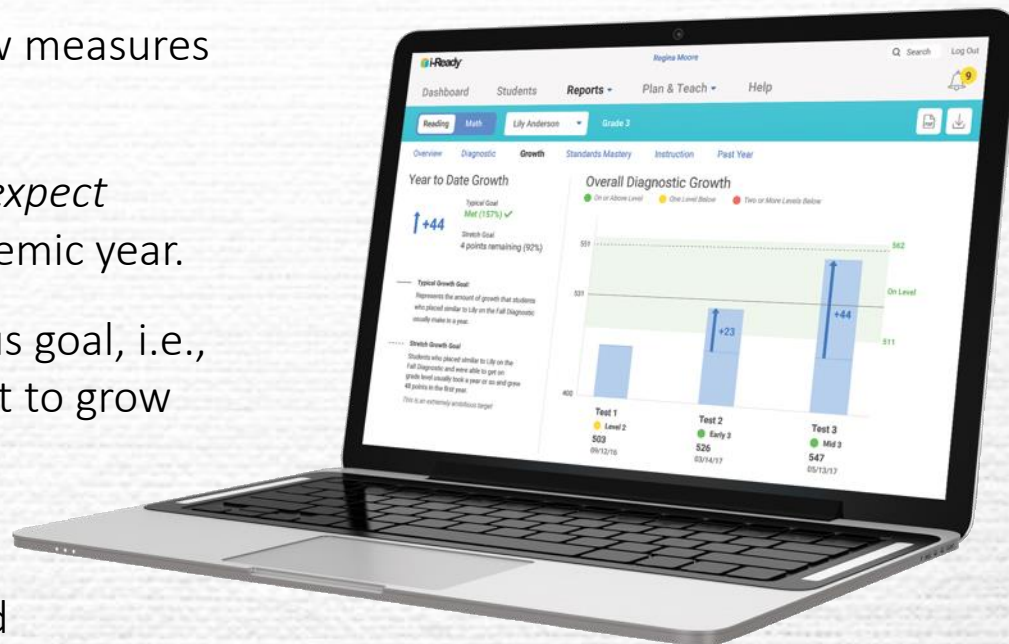 w measures
expect
emic year.
us goal, i.e.,
t to grow
d
i-Ready
Regina Moore
Search Log Out
9
Dashboard Students Reports Plan & Teach Help
Reading Math Lily Anderson Grade 3
Overview Diagnostic Growth Standards Mastery Instruction Past Year
Year to Date Growth
+44
Typical Goal
Met (157%) ✓
Stretch Goal
4 points remaining (92%)
Typical Growth Goal
Represents the amount of growth that students
who placed similar to Lily on the Fall Diagnostic
usually make in a year.
Stretch Growth Goal
Students who placed similar to Lily on the
Fall Diagnostic and were able to get on
grade level usually took a year or so and grew
points in the first year.
This is an extremely ambitious target
Overall Diagnostic Growth
On or Above Level One Level Below Two or More Levels Below
551
531
400
562
On Level
511
+23
+44
Test 1
Level 2
503
09/12/16
Test 2
Early 3
526
03/14/17
Test 3
Mid 3
547
05/13/17